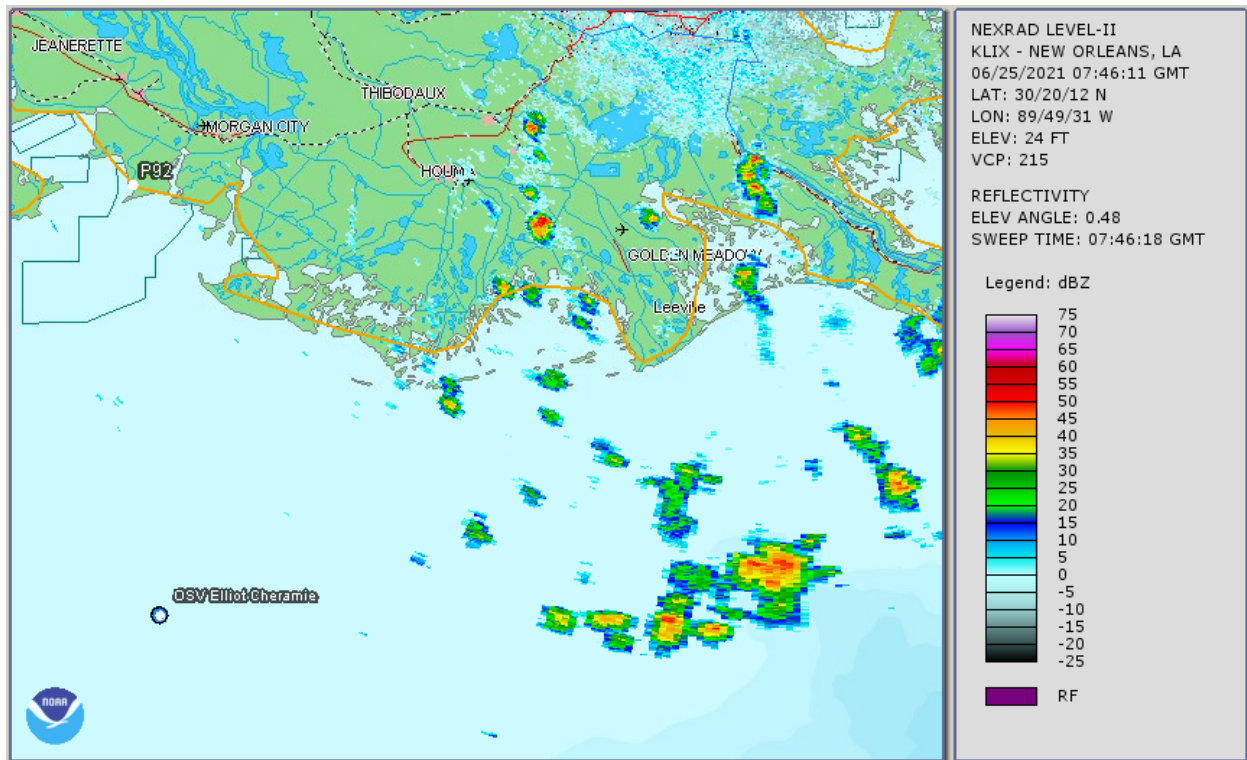 JEANERETTE
THIBODAUX
MORGAN CITY
P92
HOUMA
GOLDEN MEADOW
Leeville
OSV Elliot Cheramie
NOAA
NEXRAD LEVEL-II
KLIX - NEW ORLEANS, LA
06/25/2021 07:46:11 GMT
LAT: 30/20/12 N
LON: 89/49/31 W
ELEV: 24 FT
VCP: 215
REFLECTIVITY
ELEV ANGLE: 0.48
SWEEP TIME: 07:46:18 GMT
Legend: dBZ
75
70
65
60
55
50
45
40
35
30
25
20
15
10
5
0
-5
-10
-15
-20
-25
RF